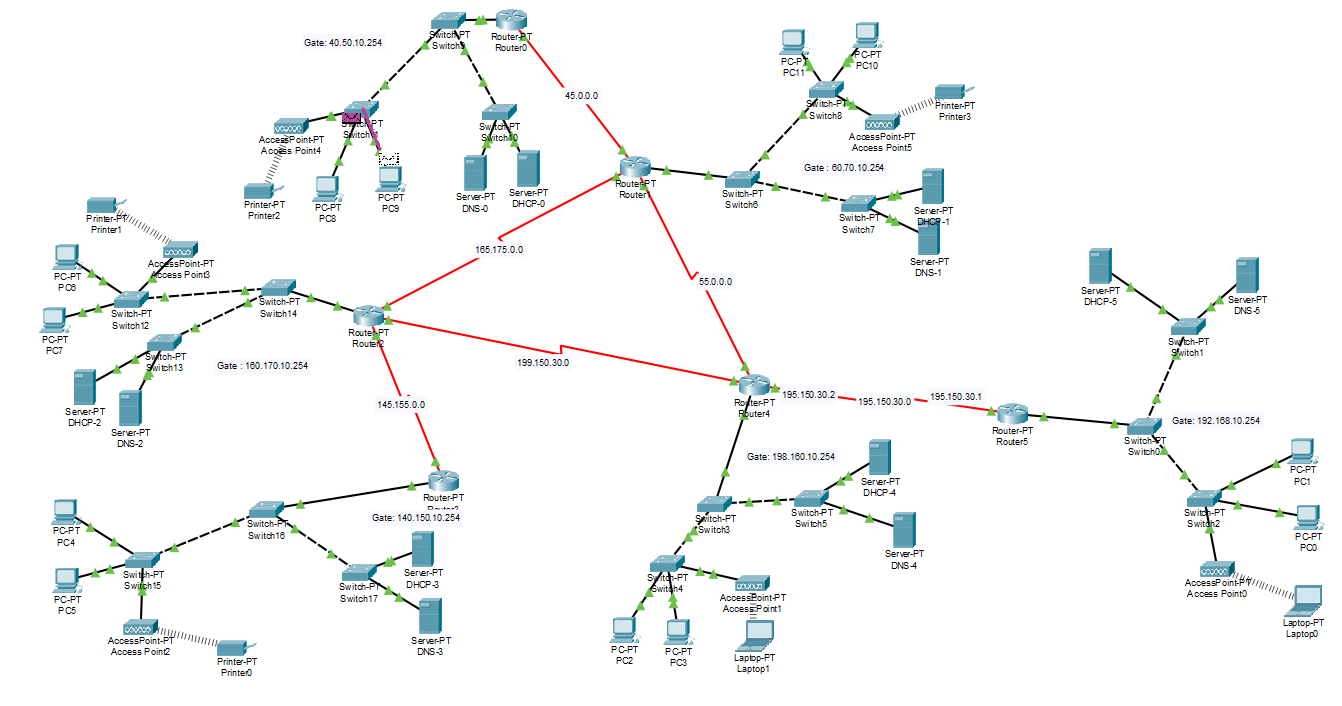 Switch-PT
Switch9
Router-PT
Router0
Gate: 40.50.10.254
45.0.0.0
PC11
PC-PT
PC10
Switch-PT
Switch8
Printer-PT
Printer3
AccessPoint-PT
Access Point5
AccessPoint-PT
Access Point4
Switch-PT
Switch10
Printer-PT
Printer2
PC-PT
PC8
PC-PT
PC9
Server-PT
DNS-0
Server-PT
DHCP-0
Router-PT
Switch-PT
Switch6
Gate : 60.70.10.254
Server-PT
DHCP-1
Switch-PT
Switch7
Server-PT
DNS-1
Printer-PT
Printer1
AccessPoint-PT
Access Point3
PC-PT
PC6
PC-PT
PC7
Switch-PT
Switch12
Switch-PT
Switch14
Switch-PT
Switch13
Router-PT
Router2
165.175.0.0
55.0.0.0
Gate : 160.170.10.254
Server-PT
DHCP-2
Server-PT
DNS-2
199.150.30.0
145.155.0.0
Router-PT
Router4
195.150.30.2
195.150.30.0
195.150.30.1
Router-PT
Router5
Server-PT
DHCP-5
Server-PT
DNS-5
Switch-PT
Switch1
Gate: 192.168.10.254
Switch-PT
Switch0
PC-PT
PC1
Switch-PT
Switch2
PC-PT
PC0
AccessPoint-PT
Access Point0
Laptop-PT
Laptop0
Gate: 198.160.10.254
Server-PT
DHCP-4
Switch-PT
Switch3
Switch-PT
Switch5
Server-PT
DNS-4
Switch-PT
Switch4
AccessPoint-PT
Access Point1
PC-PT
PC2
PC-PT
PC3
Laptop-PT
Laptop1
Router-PT
Gate: 140.150.10.254
PC-PT
PC4
Switch-PT
Switch16
Switch-PT
Switch15
PC-PT
PC5
Switch-PT
Switch17
Server-PT
DHCP-3
Server-PT
DNS-3
AccessPoint-PT
Access Point2
Printer-PT
Printer0